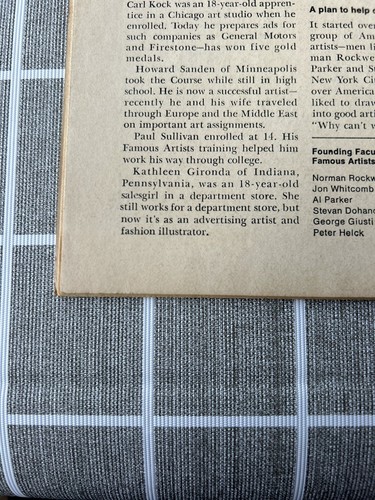 Carl Kock was an 18-year-old appren-
tice in a Chicago art studio when he
enrolled. Today he prepares ads for
such companies as General Motors
and Firestone—has won five gold
medals.
Howard Sanden of Minneapolis
took the Course while still in high
school. He is now a successful artist—
recently he and his wife traveled
through Europe and the Middle East
on important art assignments.
Paul Sullivan enrolled at 14. His
Famous Artists training helped him
work his way through college.
Kathleen Gironda of Indiana,
Pennsylvania, was an 18-year-old
salesgirl in a department store. She
still works for a department store, but
now it's as an advertising artist and
fashion illustrator.
A plan to help
It started over
group of Am
artists—men li
man Rockwe
Parker and St
New York City
over America
liked to draw
into good arti
"Why can't w
Founding Facu
Famous Artists
Norman Rockw
Jon Whitcomb
Al Parker
Stevan Dohano
George Giusti
Peter Helck